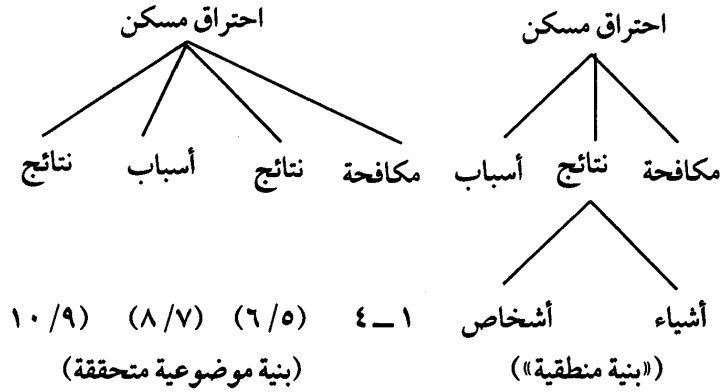 احتراق مسكن
مكافحة نتائج أسباب
أشياء أشخاص
(«بنية منطقية»)
احتراق مسكن
مكافحة نتائج أسباب نتائج
١ ــ ٤ (٥/ ٦) (٧/ ٨) (٩/ ١٠)
(بنية موضوعية متحققة)